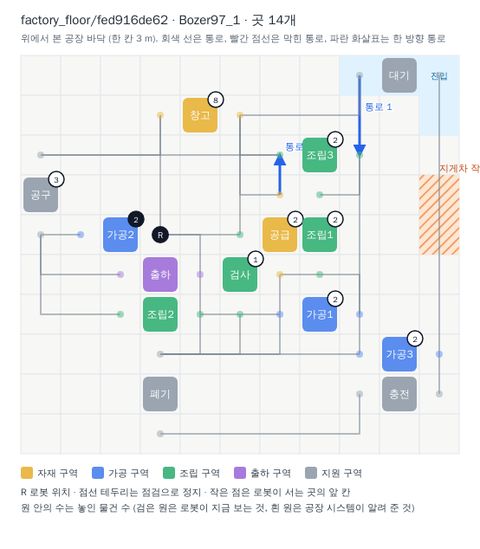 factory_floor/fed916de62 · Bozer97_1 · 곳 14개
위에서 본 공장 바닥 (한 칸 3 m). 회색 선은 통로, 빨간 점선은 막힌 통로, 파란 화살표는 한 방향 통로
대기
8
창고
통로 1
통로
2
조립3
지게차 작
3
공구
2
가공2
R
2
공급
2
조립1
출하
1
검사
조립2
2
가공1
2
가공3
폐기
충전
자재 구역
가공 구역
조립 구역
출하 구역
지원 구역
R 로봇 위치 · 점선 테두리는 점검으로 정지 · 작은 점은 로봇이 서는 곳의 앞 칸
원 안의 수는 놓인 물건 수 (검은 원은 로봇이 지금 보는 것, 흰 원은 공장 시스템이 알려 준 것)